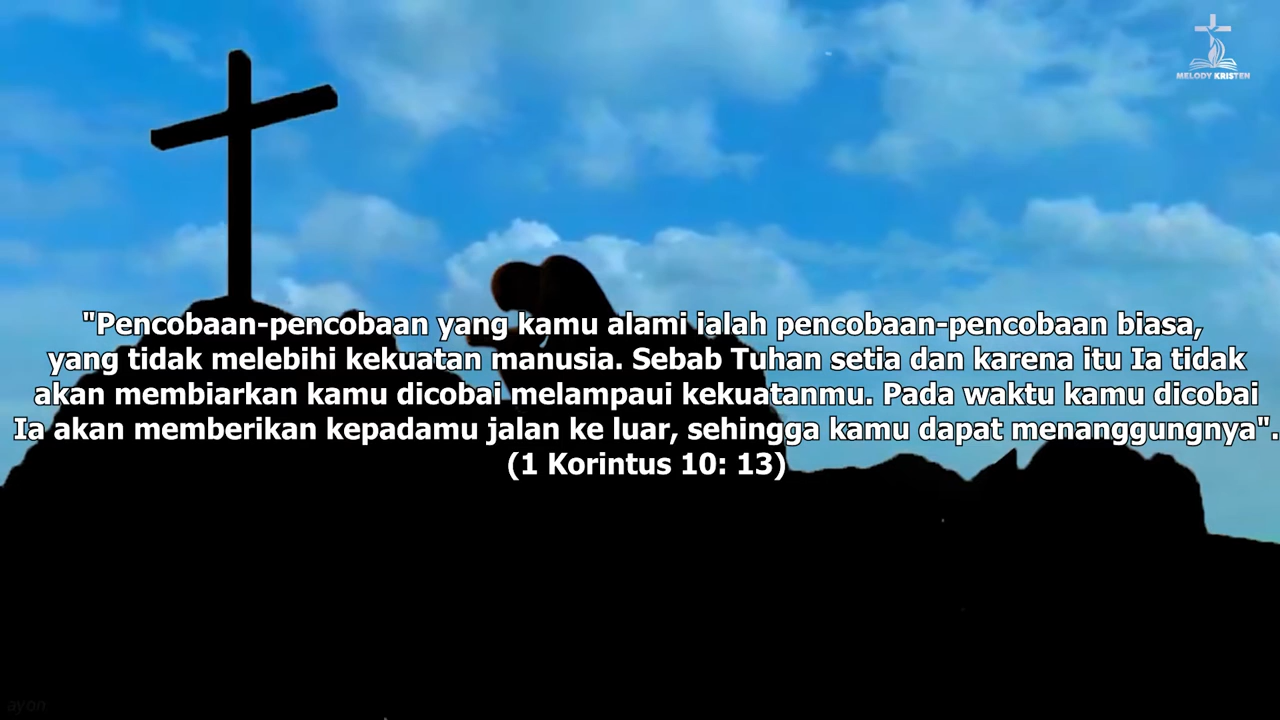 MELODY KRISTEN
"Pencobaan-pencobaan yang kamu alami ialah pencobaan-pencobaan biasa,
yang tidak melebihi kekuatan manusia. Sebab Tuhan setia dan karena itu Ia tidak
akan membiarkan kamu dicobai melampaui kekuatanmu. Pada waktu kamu dicobai
Ia akan memberikan kepadamu jalan ke luar, sehingga kamu dapat menanggungnya".
(1 Korintus 10: 13)
ayon